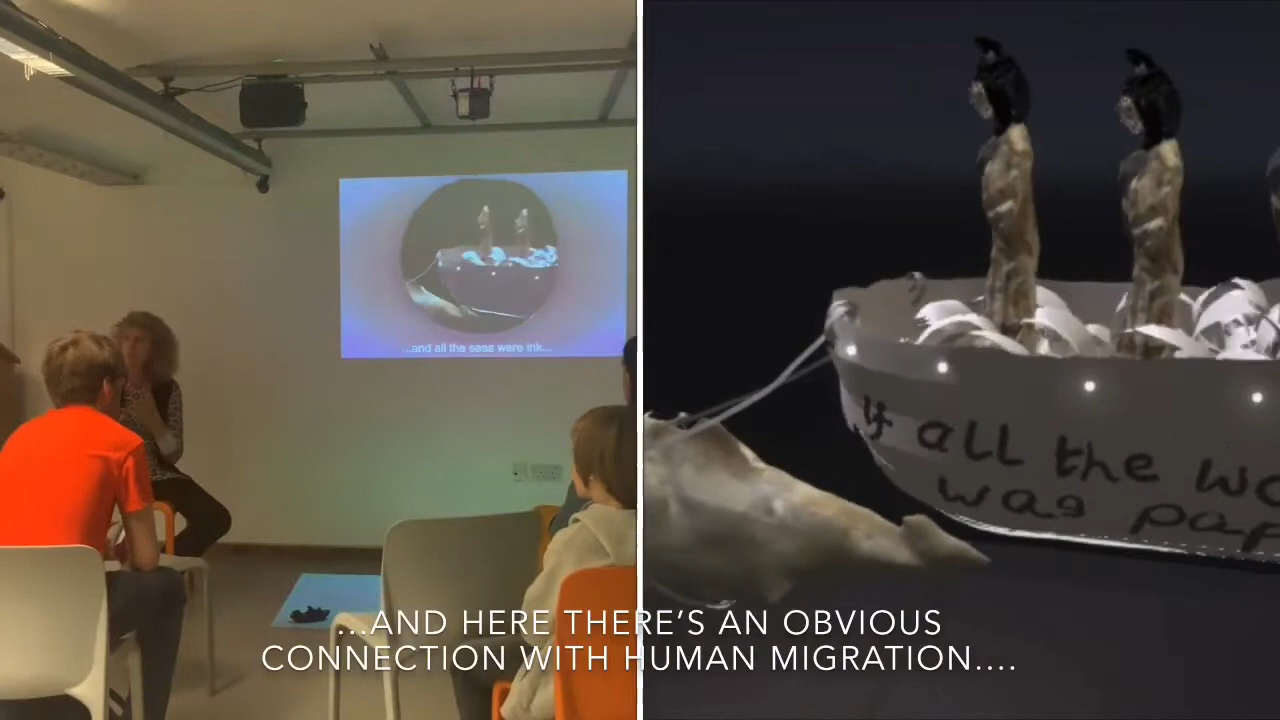 ...and all the seas were ink...
If all the wo
was pap
...AND HERE THERE'S AN OBVIOUS
CONNECTION WITH HUMAN MIGRATION....